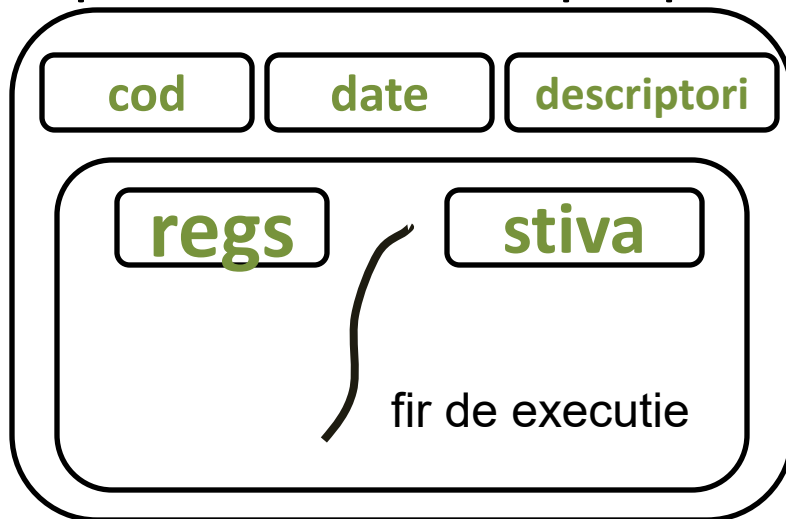 cod date descriptori
regs stiva
fir de executie